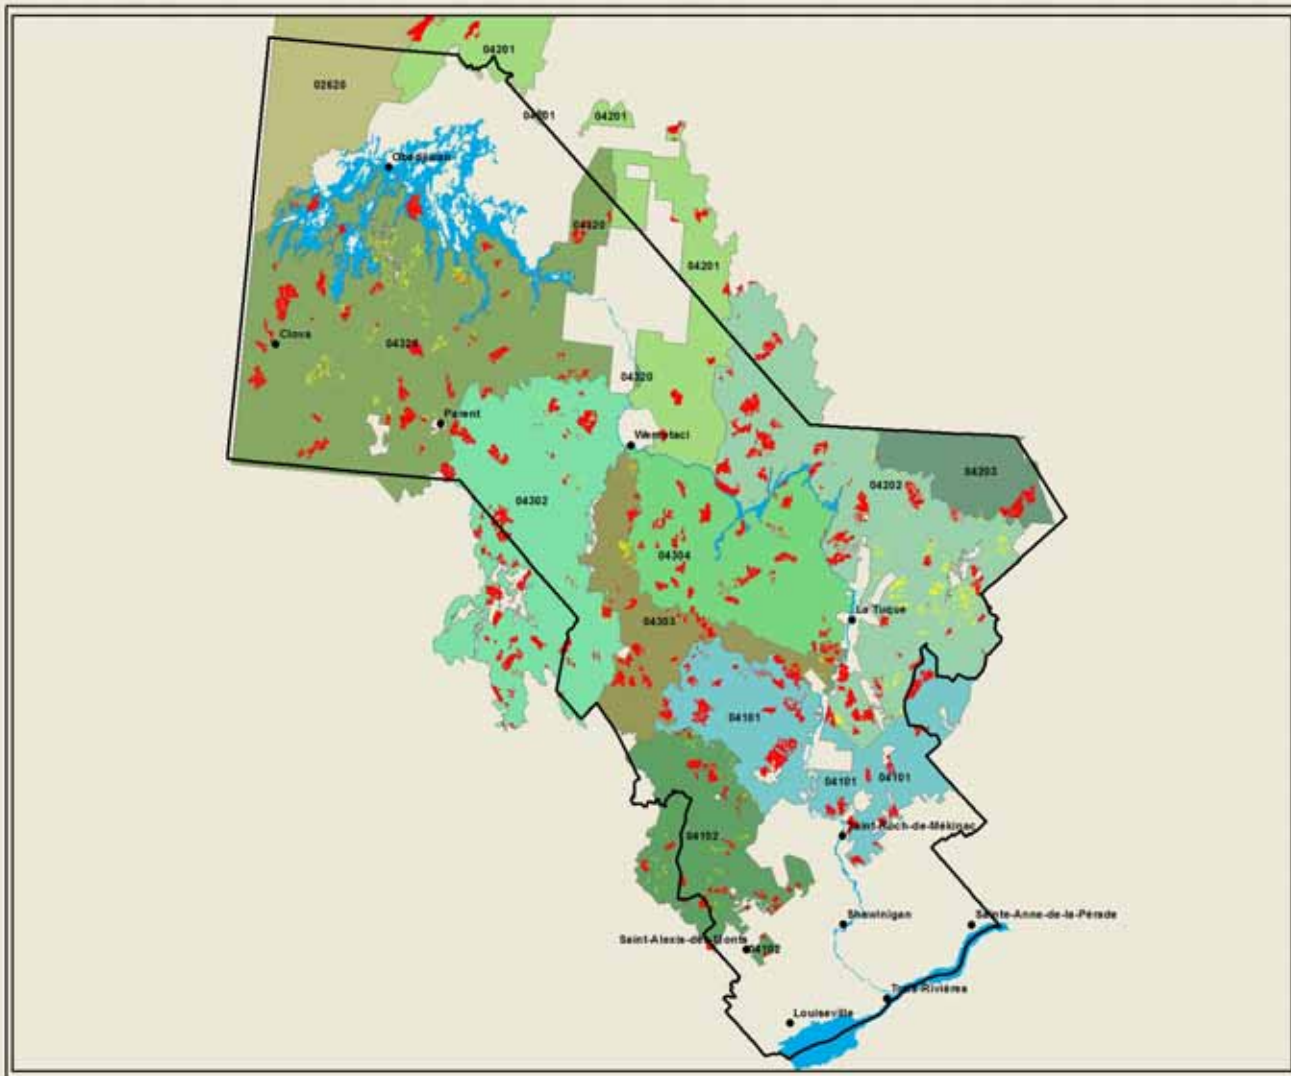 04201
02620
04201
04201
Obedjiwan
04320
04201
Clova
04320
04320
Parent
Wemotaci
04203
04202
04302
04304
La Tuque
04303
04101
04101
04101
Saint-Roch-de-Mékinac
04102
Shawinigan
Sainte-Anne-de-la-Pérade
Saint-Alexis-des-Monts
04102
Trois-Rivières
Louiseville